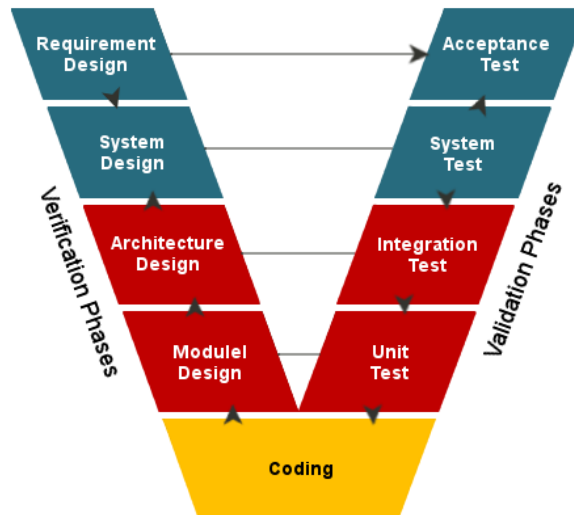 Requirement
Design
Acceptance
Test
System
Design
System
Test
Architecture
Design
Integration
Test
Modulel
Design
Unit
Test
Coding
Verification Phases
Validation Phases